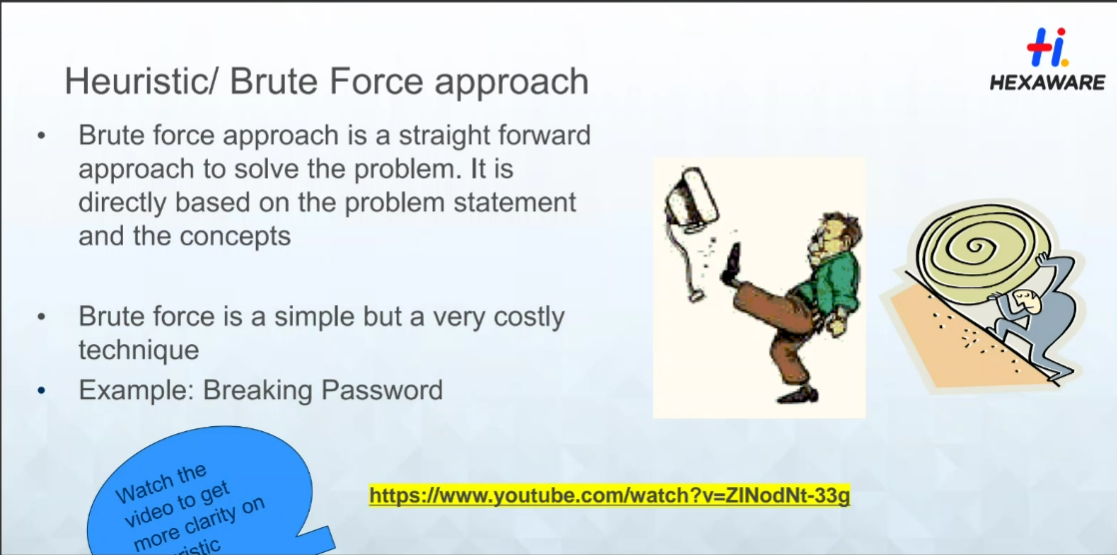 HEXAWARE
Heuristic/ Brute Force approach
• Brute force approach is a straight forward
approach to solve the problem. It is
directly based on the problem statement
and the concepts
• Brute force is a simple but a very costly
technique
• Example: Breaking Password
Watch the
video to get
more clarity on
https://www.youtube.com/watch?v=ZINodNt-33g